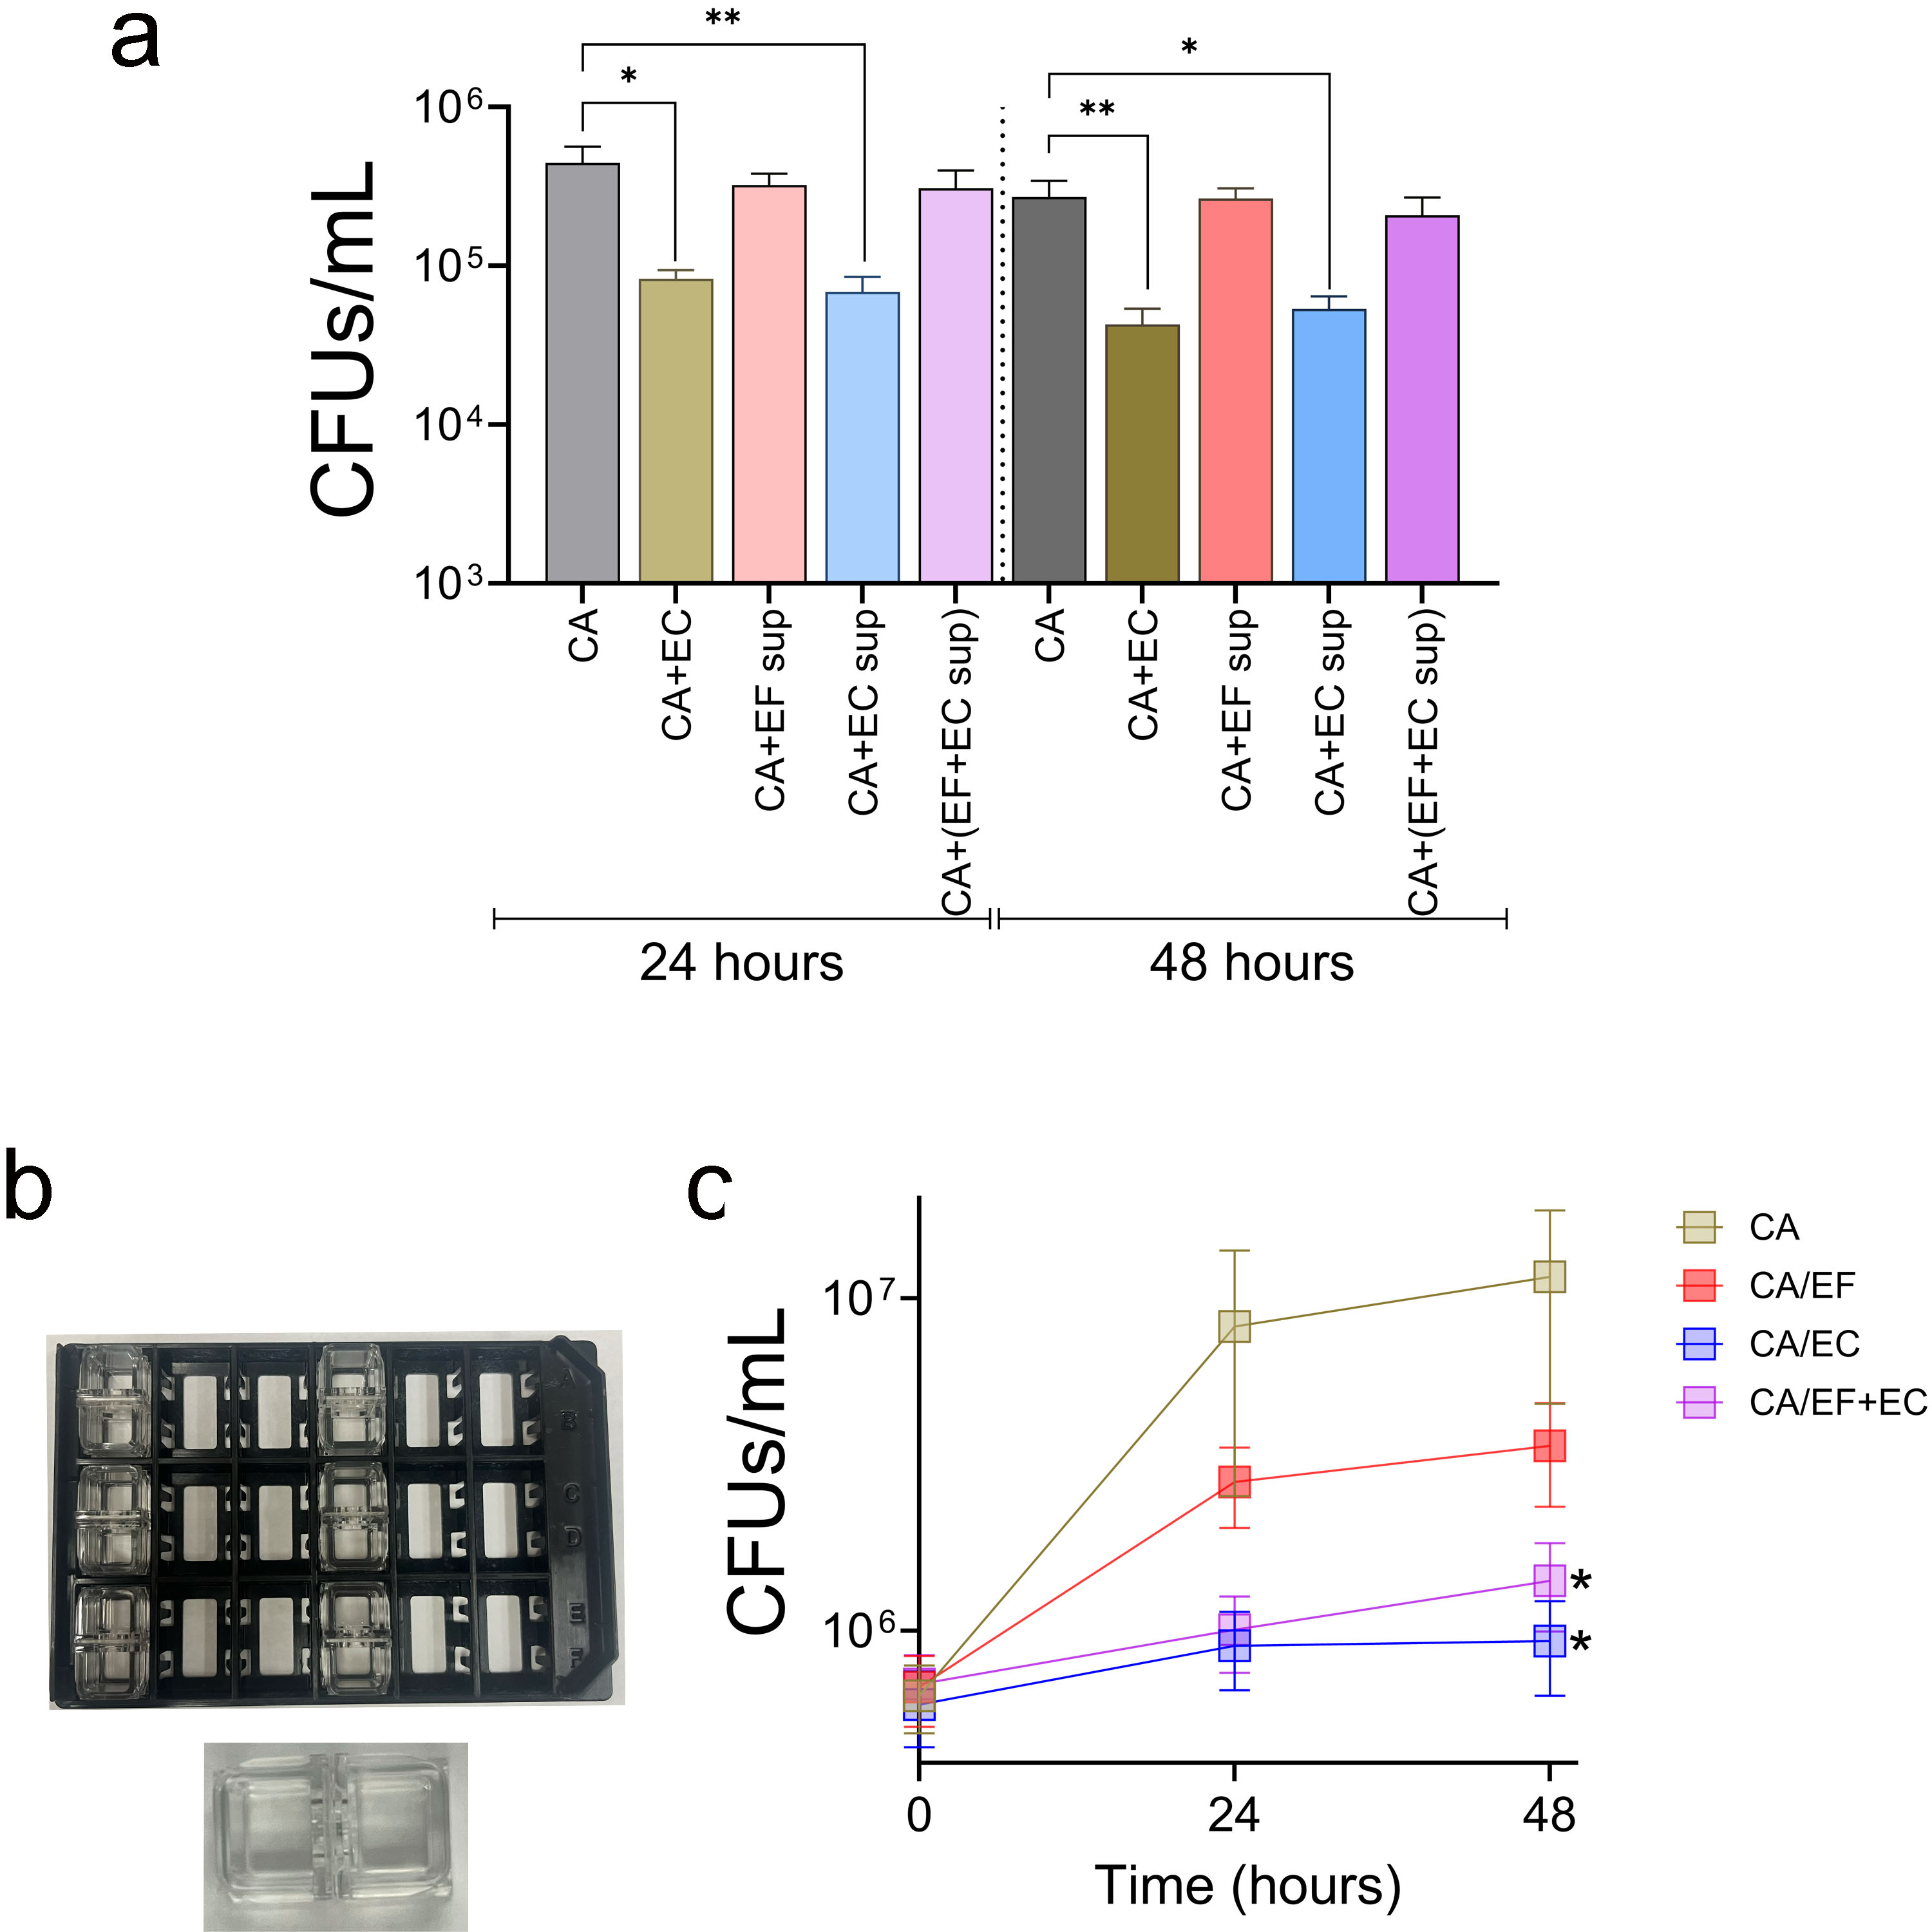 a
**
*
*
**
CFUs/mL
10⁶
10⁵
10⁴
10³
CA
CA+EC
CA+EF sup
CA+EC sup
CA+(EF+EC sup)
CA
CA+EC
CA+EF sup
CA+EC sup
CA+(EF+EC sup)
24 hours
48 hours
b
A
B
C
D
E
F
c
CFUs/mL
10⁷
10⁶
*
*
0
24
48
Time (hours)
CA
CA/EF
CA/EC
CA/EF+EC